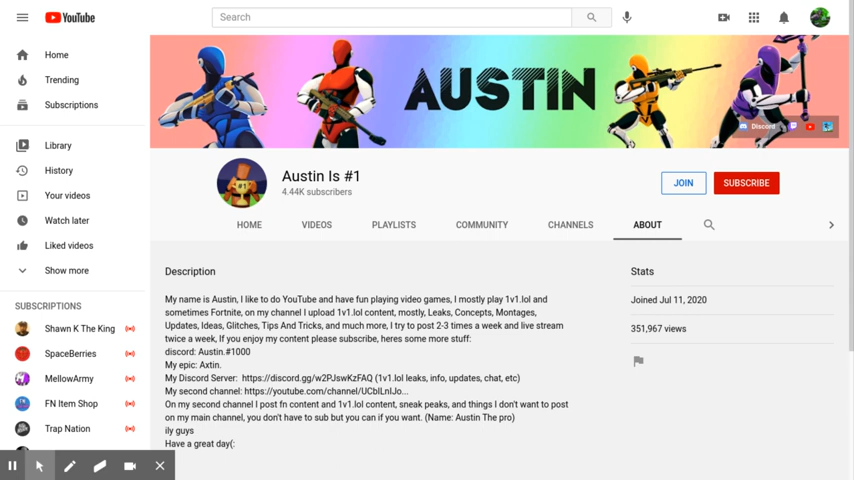 YouTube
Search
Home
Trending
Subscriptions
Library
History
Your videos
Watch later
Liked videos
Show more
SUBSCRIPTIONS
Shawn K The King
SpaceBerries
MellowArmy
FN Item Shop
Trap Nation
AUSTIN
Discord
#1
Austin Is #1
4.44K subscribers
JOIN
SUBSCRIBE
HOME
VIDEOS
PLAYLISTS
COMMUNITY
CHANNELS
ABOUT
Description
My name is Austin, I like to do YouTube and have fun playing video games, I mostly play 1v1.lol and
sometimes Fortnite, on my channel I upload 1v1.lol content, mostly, Leaks, Concepts, Montages,
Updates, Ideas, Glitches, Tips And Tricks, and much more, I try to post 2-3 times a week and live stream
twice a week, If you enjoy my content please subscribe, heres some more stuff:
discord: Austin.#1000
My epic: Axtin.
My Discord Server: https://discord.gg/w2PJswKzFAQ (1v1.lol leaks, info, updates, chat, etc)
My second channel: https://youtube.com/channel/UCbILnIJo...
On my second channel I post fn content and 1v1.lol content, sneak peaks, and things I don't want to post
on my main channel, you don't have to sub but you can if you want. (Name: Austin The pro)
ily guys
Have a great day(:
Stats
Joined Jul 11, 2020
351,967 views